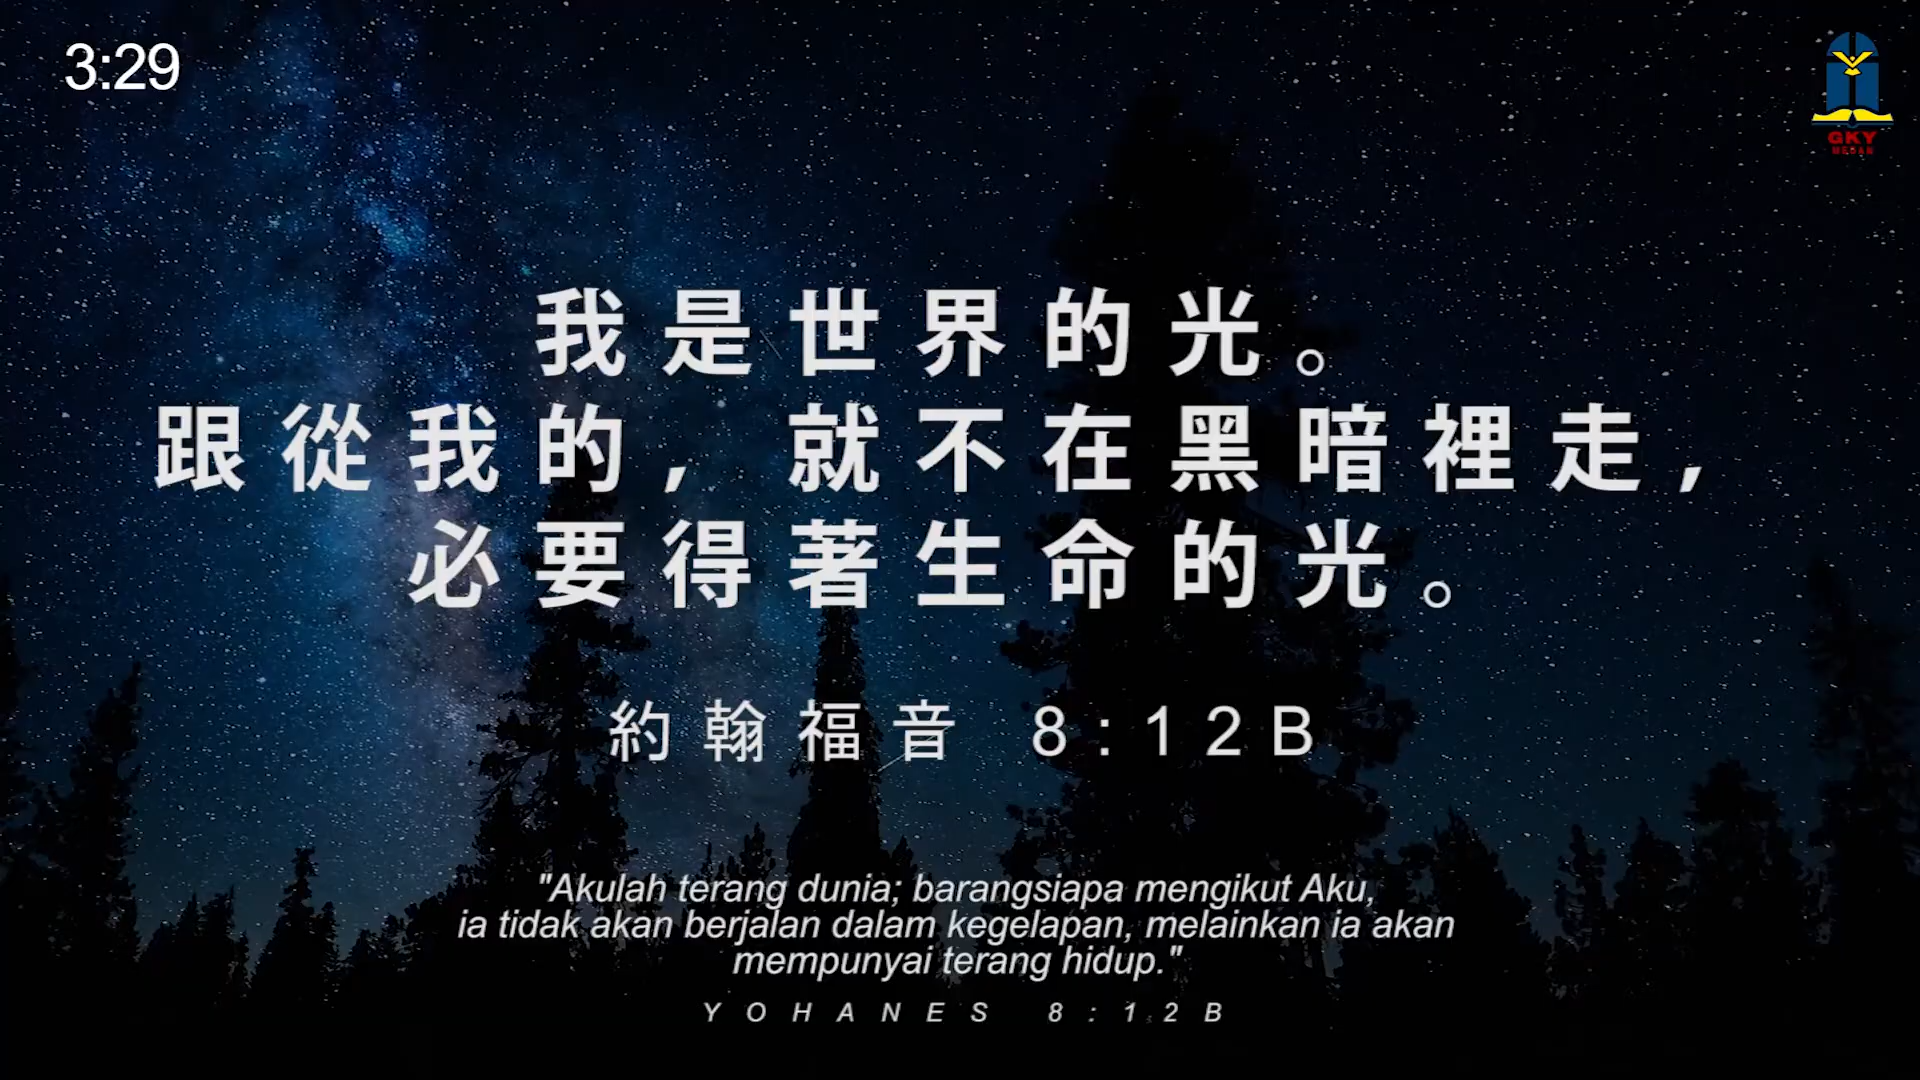 3:29
GKY
MEDAN
我是世界的光。
跟從我的, 就不在黑暗裡走,
必要得著生命的光。
約翰福音 8:12B
"Akulah terang dunia; barangsiapa mengikut Aku,
ia tidak akan berjalan dalam kegelapan, melainkan ia akan
mempunyai terang hidup."
YOHANES 8:12B